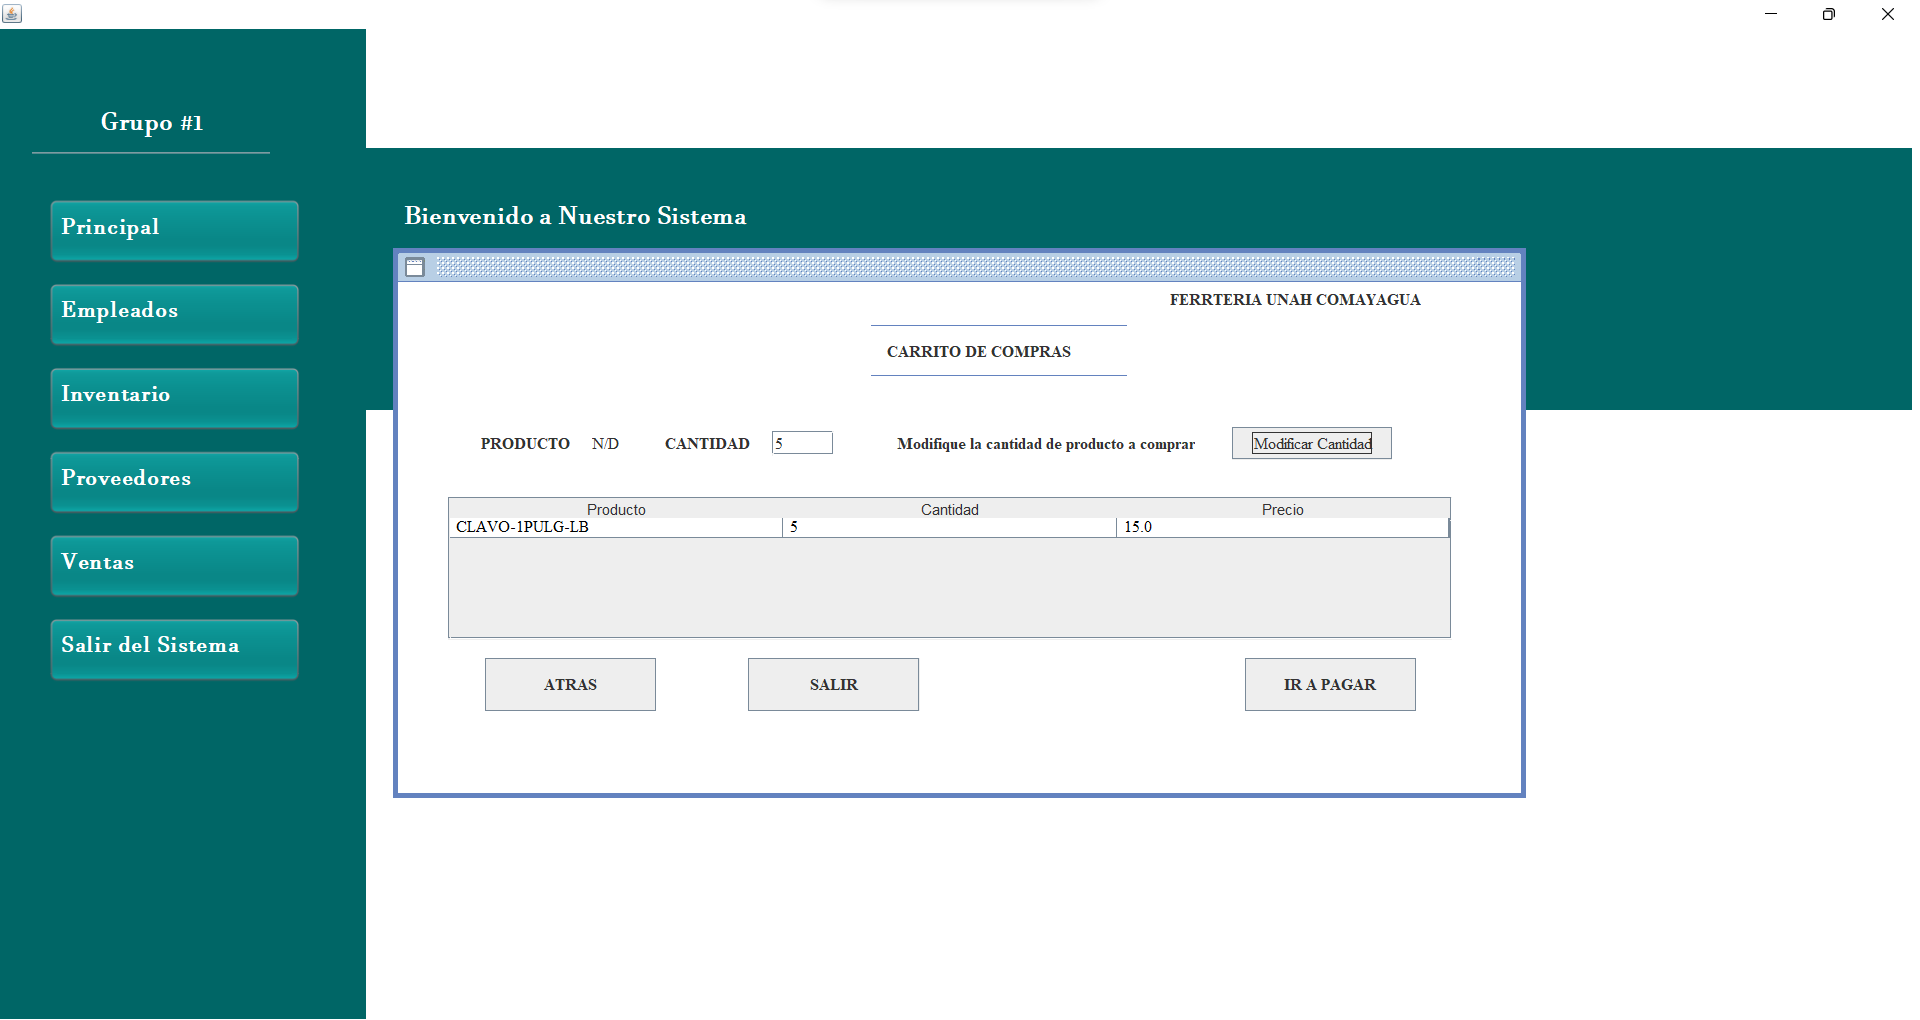 Grupo #1
Principal
Empleados
Inventario
Proveedores
Ventas
Salir del Sistema
Bienvenido a Nuestro Sistema
FERRTERIA UNAH COMAYAGUA
CARRITO DE COMPRAS
PRODUCTO N/D CANTIDAD 5 Modifique la cantidad de producto a comprar Modificar Cantidad
Producto Cantidad Precio
CLAVO-1PULG-LB 5 15.0
ATRAS SALIR IR A PAGAR